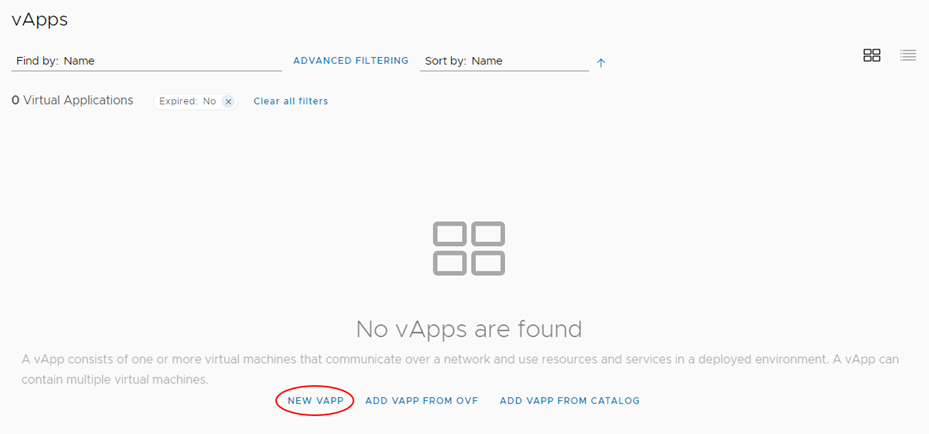 vApps
Find by: Name ADVANCED FILTERING Sort by: Name
0 Virtual Applications Expired: No Clear all filters
No vApps are found
A vApp consists of one or more virtual machines that communicate over a network and use resources and services in a deployed environment. A vApp can
contain multiple virtual machines.
NEW VAPP ADD VAPP FROM OVF ADD VAPP FROM CATALOG